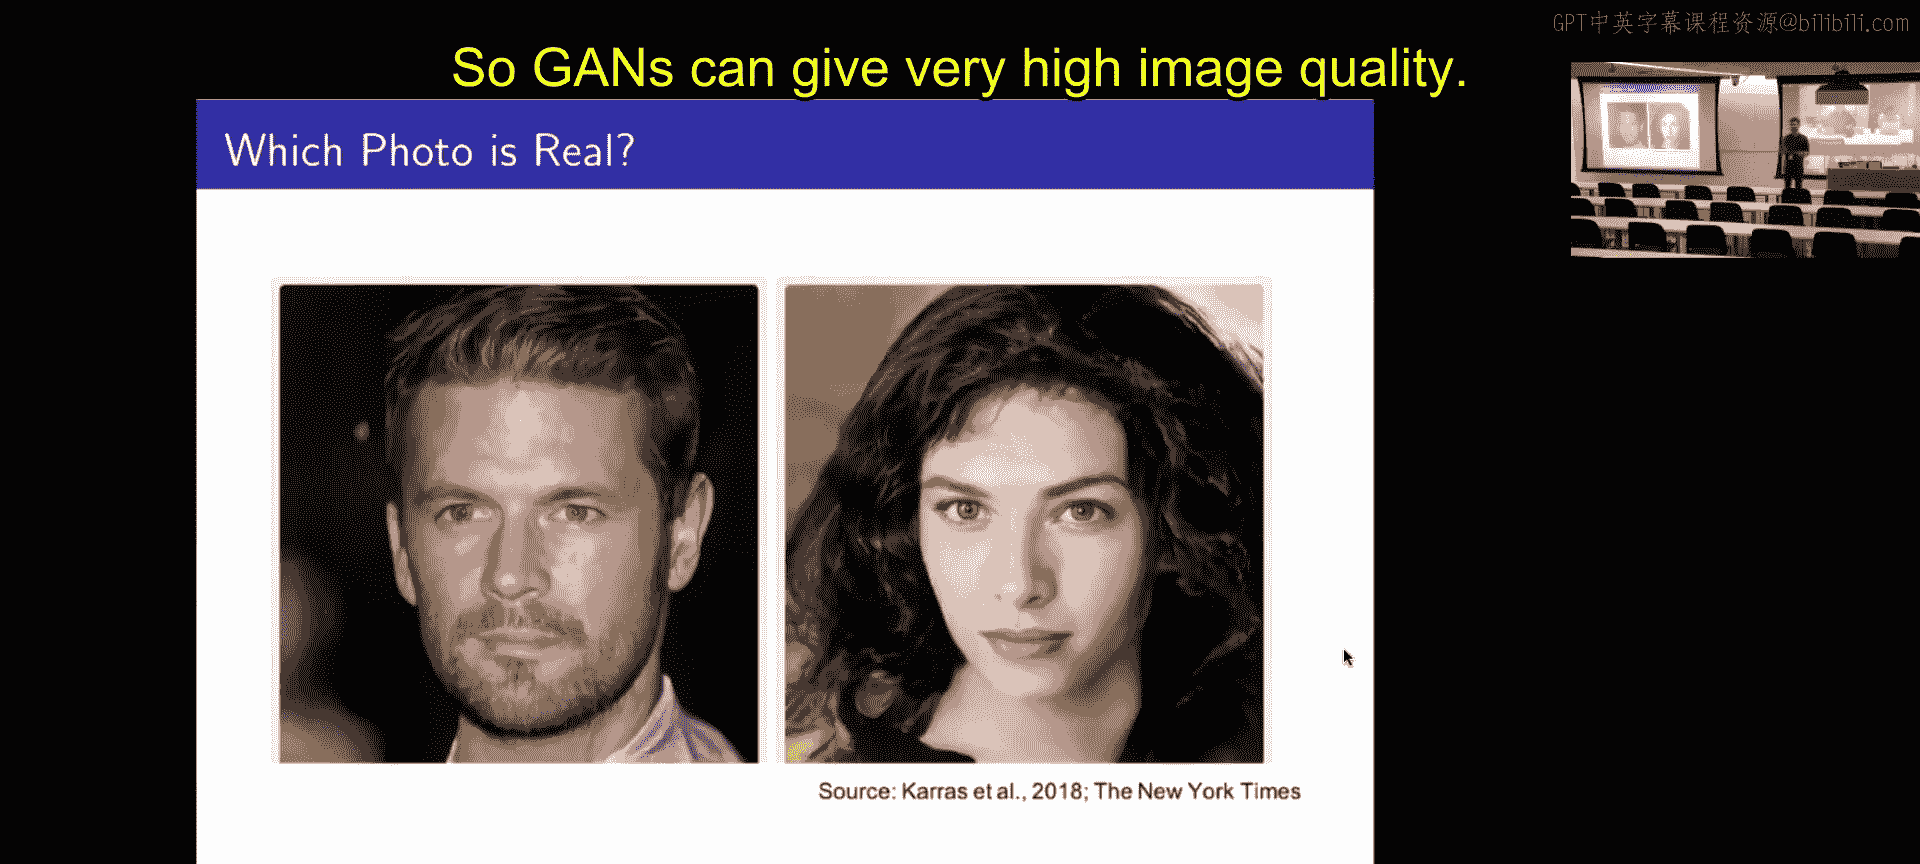 GPT中英字幕课程资源@bilibili.com
So GANs can give very high image quality.
Which Photo is Real?
Source: Karras et al., 2018; The New York Times